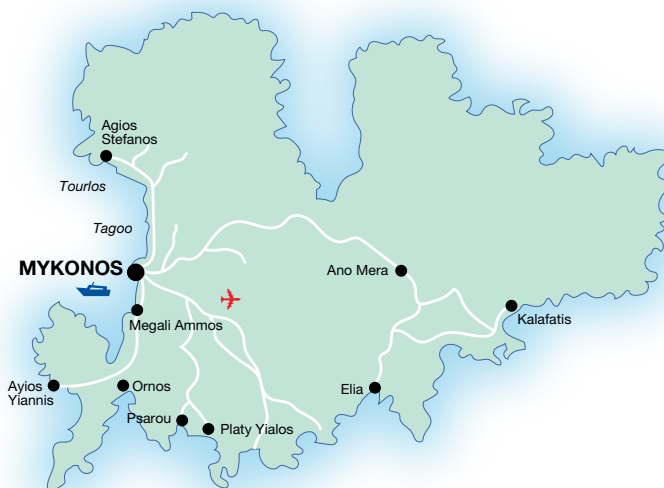 Agios
Stefanos
Tourlos
Tagoo
MYKONOS
Ano Mera
Megali Ammos
Kalafatis
Ayios
Yiannis
Ornos
Elia
Psarou
Platy Yialos